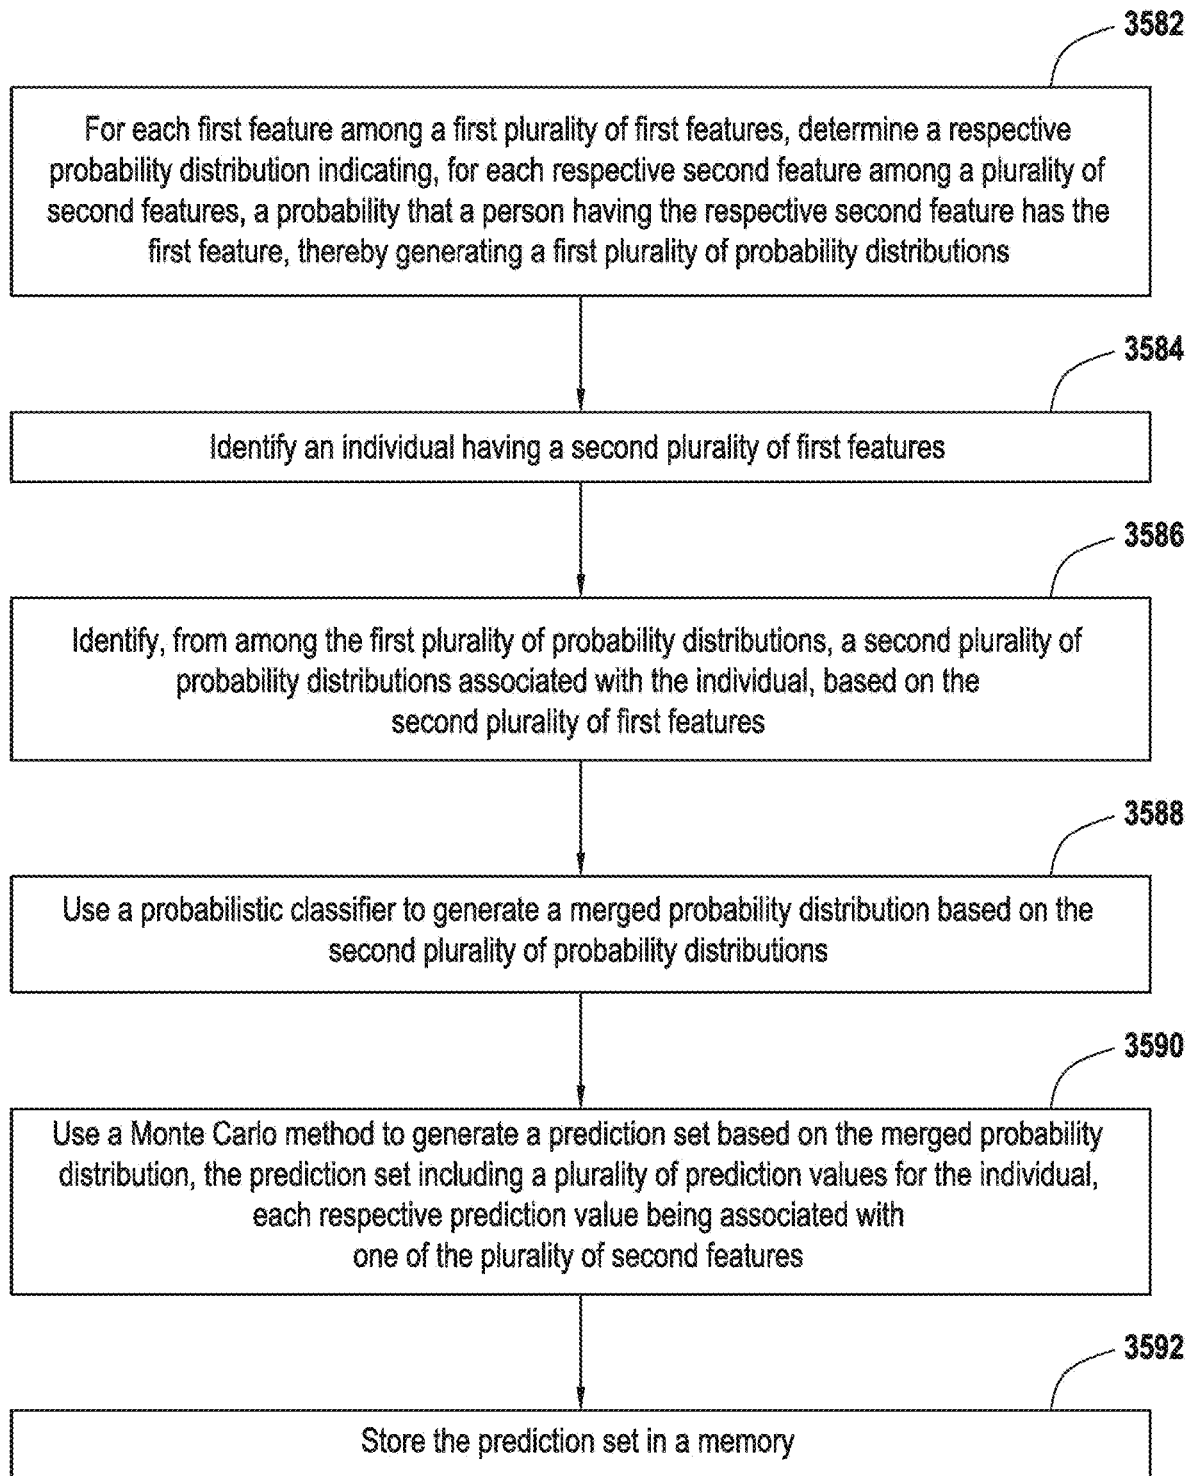 3582
For each first feature among a first plurality of first features, determine a respective
probability distribution indicating, for each respective second feature among a plurality of
second features, a probability that a person having the respective second feature has the
first feature, thereby generating a first plurality of probability distributions
3584
Identify an individual having a second plurality of first features
3586
Identify, from among the first plurality of probability distributions, a second plurality of
probability distributions associated with the individual, based on the
second plurality of first features
3588
Use a probabilistic classifier to generate a merged probability distribution based on the
second plurality of probability distributions
3590
Use a Monte Carlo method to generate a prediction set based on the merged probability
distribution, the prediction set including a plurality of prediction values for the individual,
each respective prediction value being associated with
one of the plurality of second features
3592
Store the prediction set in a memory